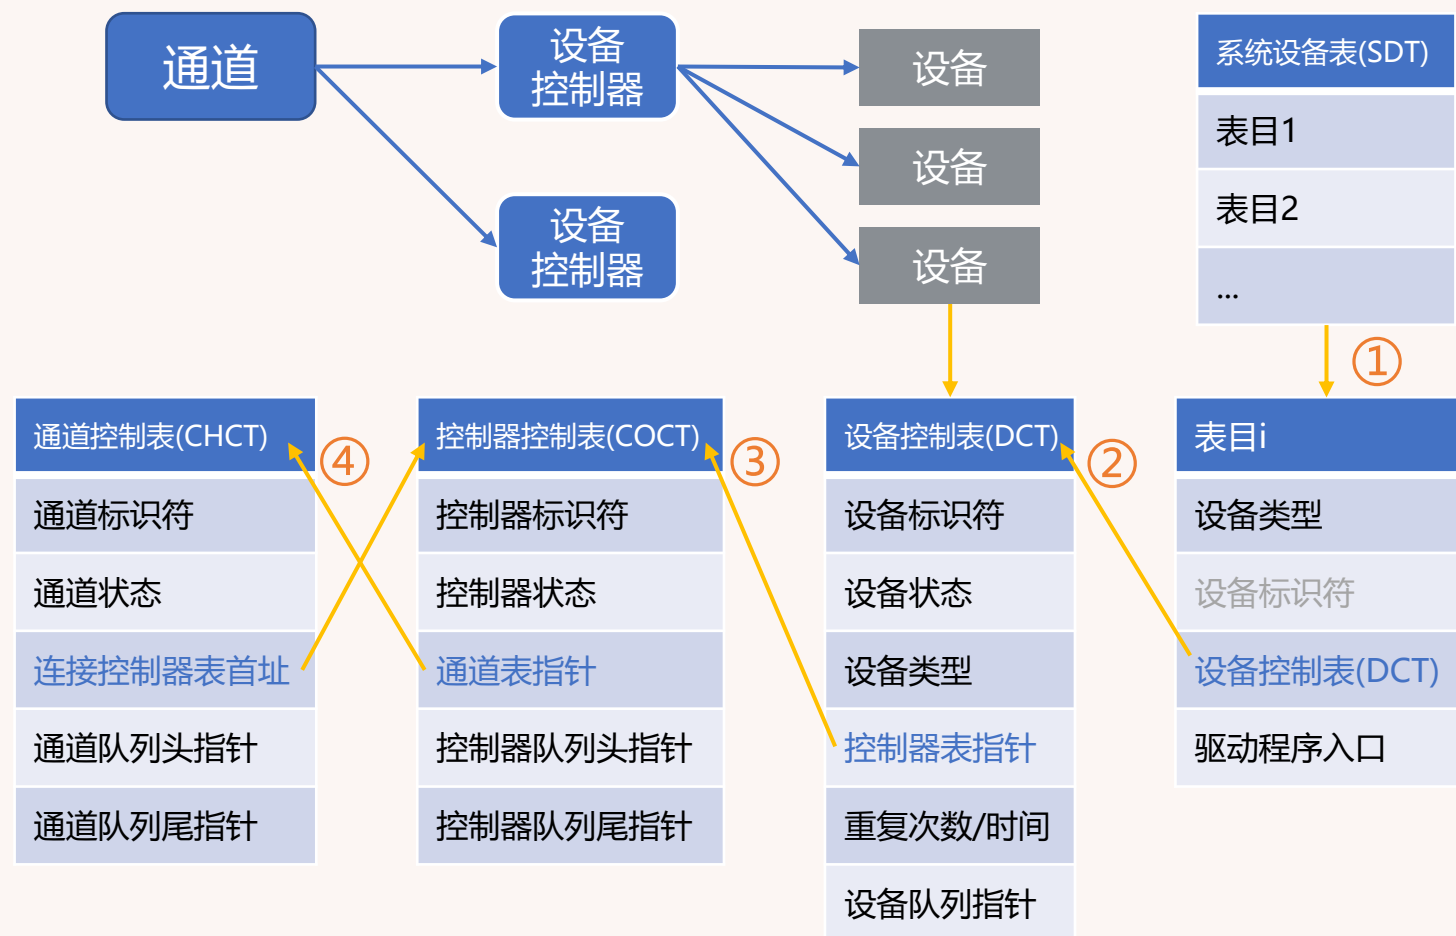 通道
设备
控制器
设备
控制器
设备
设备
设备
系统设备表(SDT)
表目1
表目2
...
①
通道控制表(CHCT)
通道标识符
通道状态
连接控制器表首址
通道队列头指针
通道队列尾指针
④
控制器控制表(COCT)
控制器标识符
控制器状态
通道表指针
控制器队列头指针
控制器队列尾指针
③
设备控制表(DCT)
设备标识符
设备状态
设备类型
控制器表指针
重复次数/时间
设备队列指针
②
表目i
设备类型
设备标识符
设备控制表(DCT)
驱动程序入口